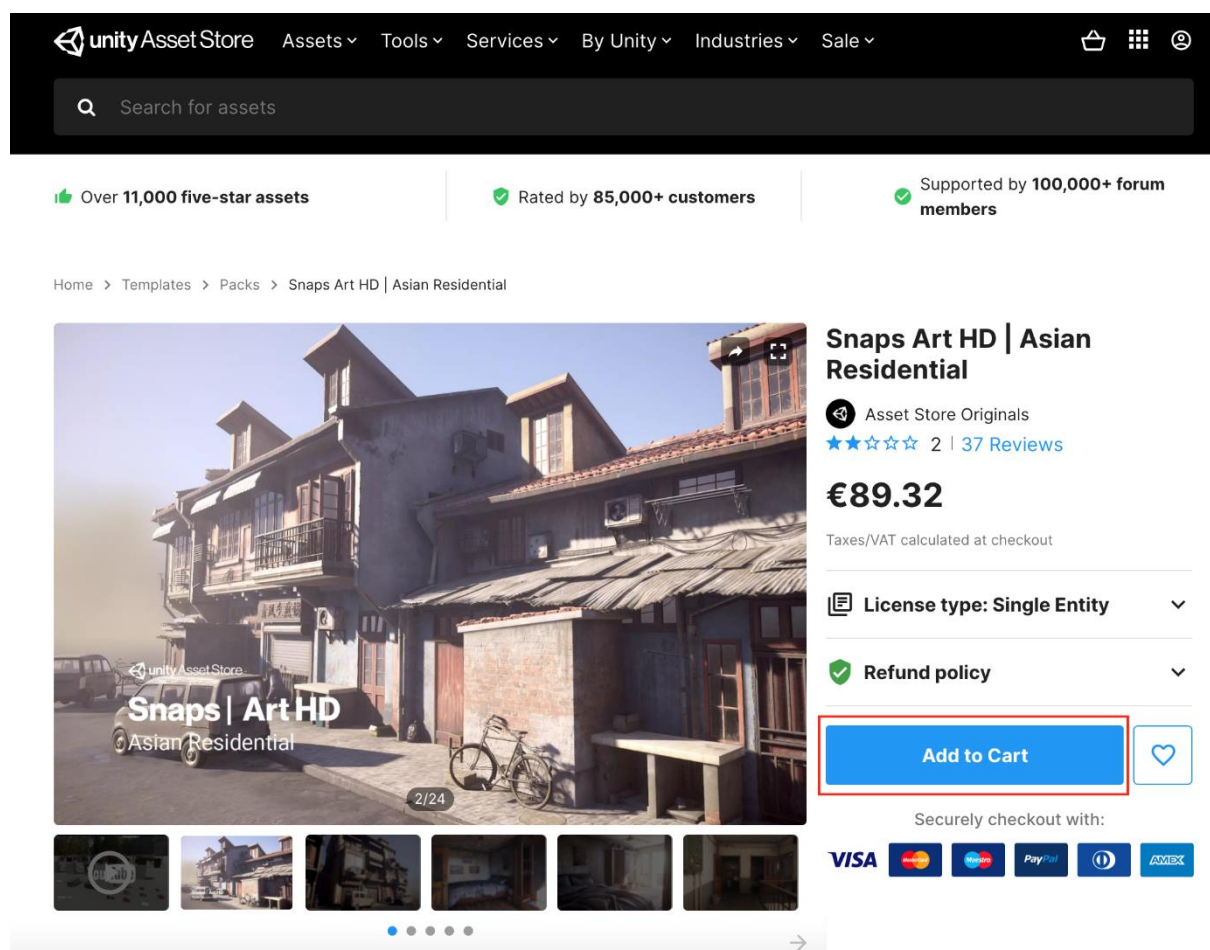 unity Asset Store Assets Tools Services By Unity Industries Sale
Search for assets
Over 11,000 five-star assets
Rated by 85,000+ customers
Supported by 100,000+ forum
members
Home > Templates > Packs > Snaps Art HD | Asian Residential
unity Asset Store
Snaps | Art HD
Asian Residential
2/24
Snaps Art HD | Asian
Residential
Asset Store Originals
2 | 37 Reviews
€89.32
Taxes/VAT calculated at checkout
License type: Single Entity
Refund policy
Add to Cart
Securely checkout with:
VISA MasterCard Maestro PayPal AMEX